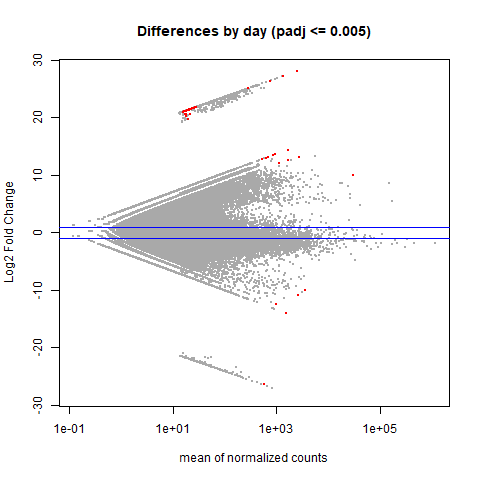 Differences by day (padj <= 0.005)
Log2 Fold Change
30
20
10
0
-10
-20
-30
1e-01
1e+01
1e+03
1e+05
mean of normalized counts